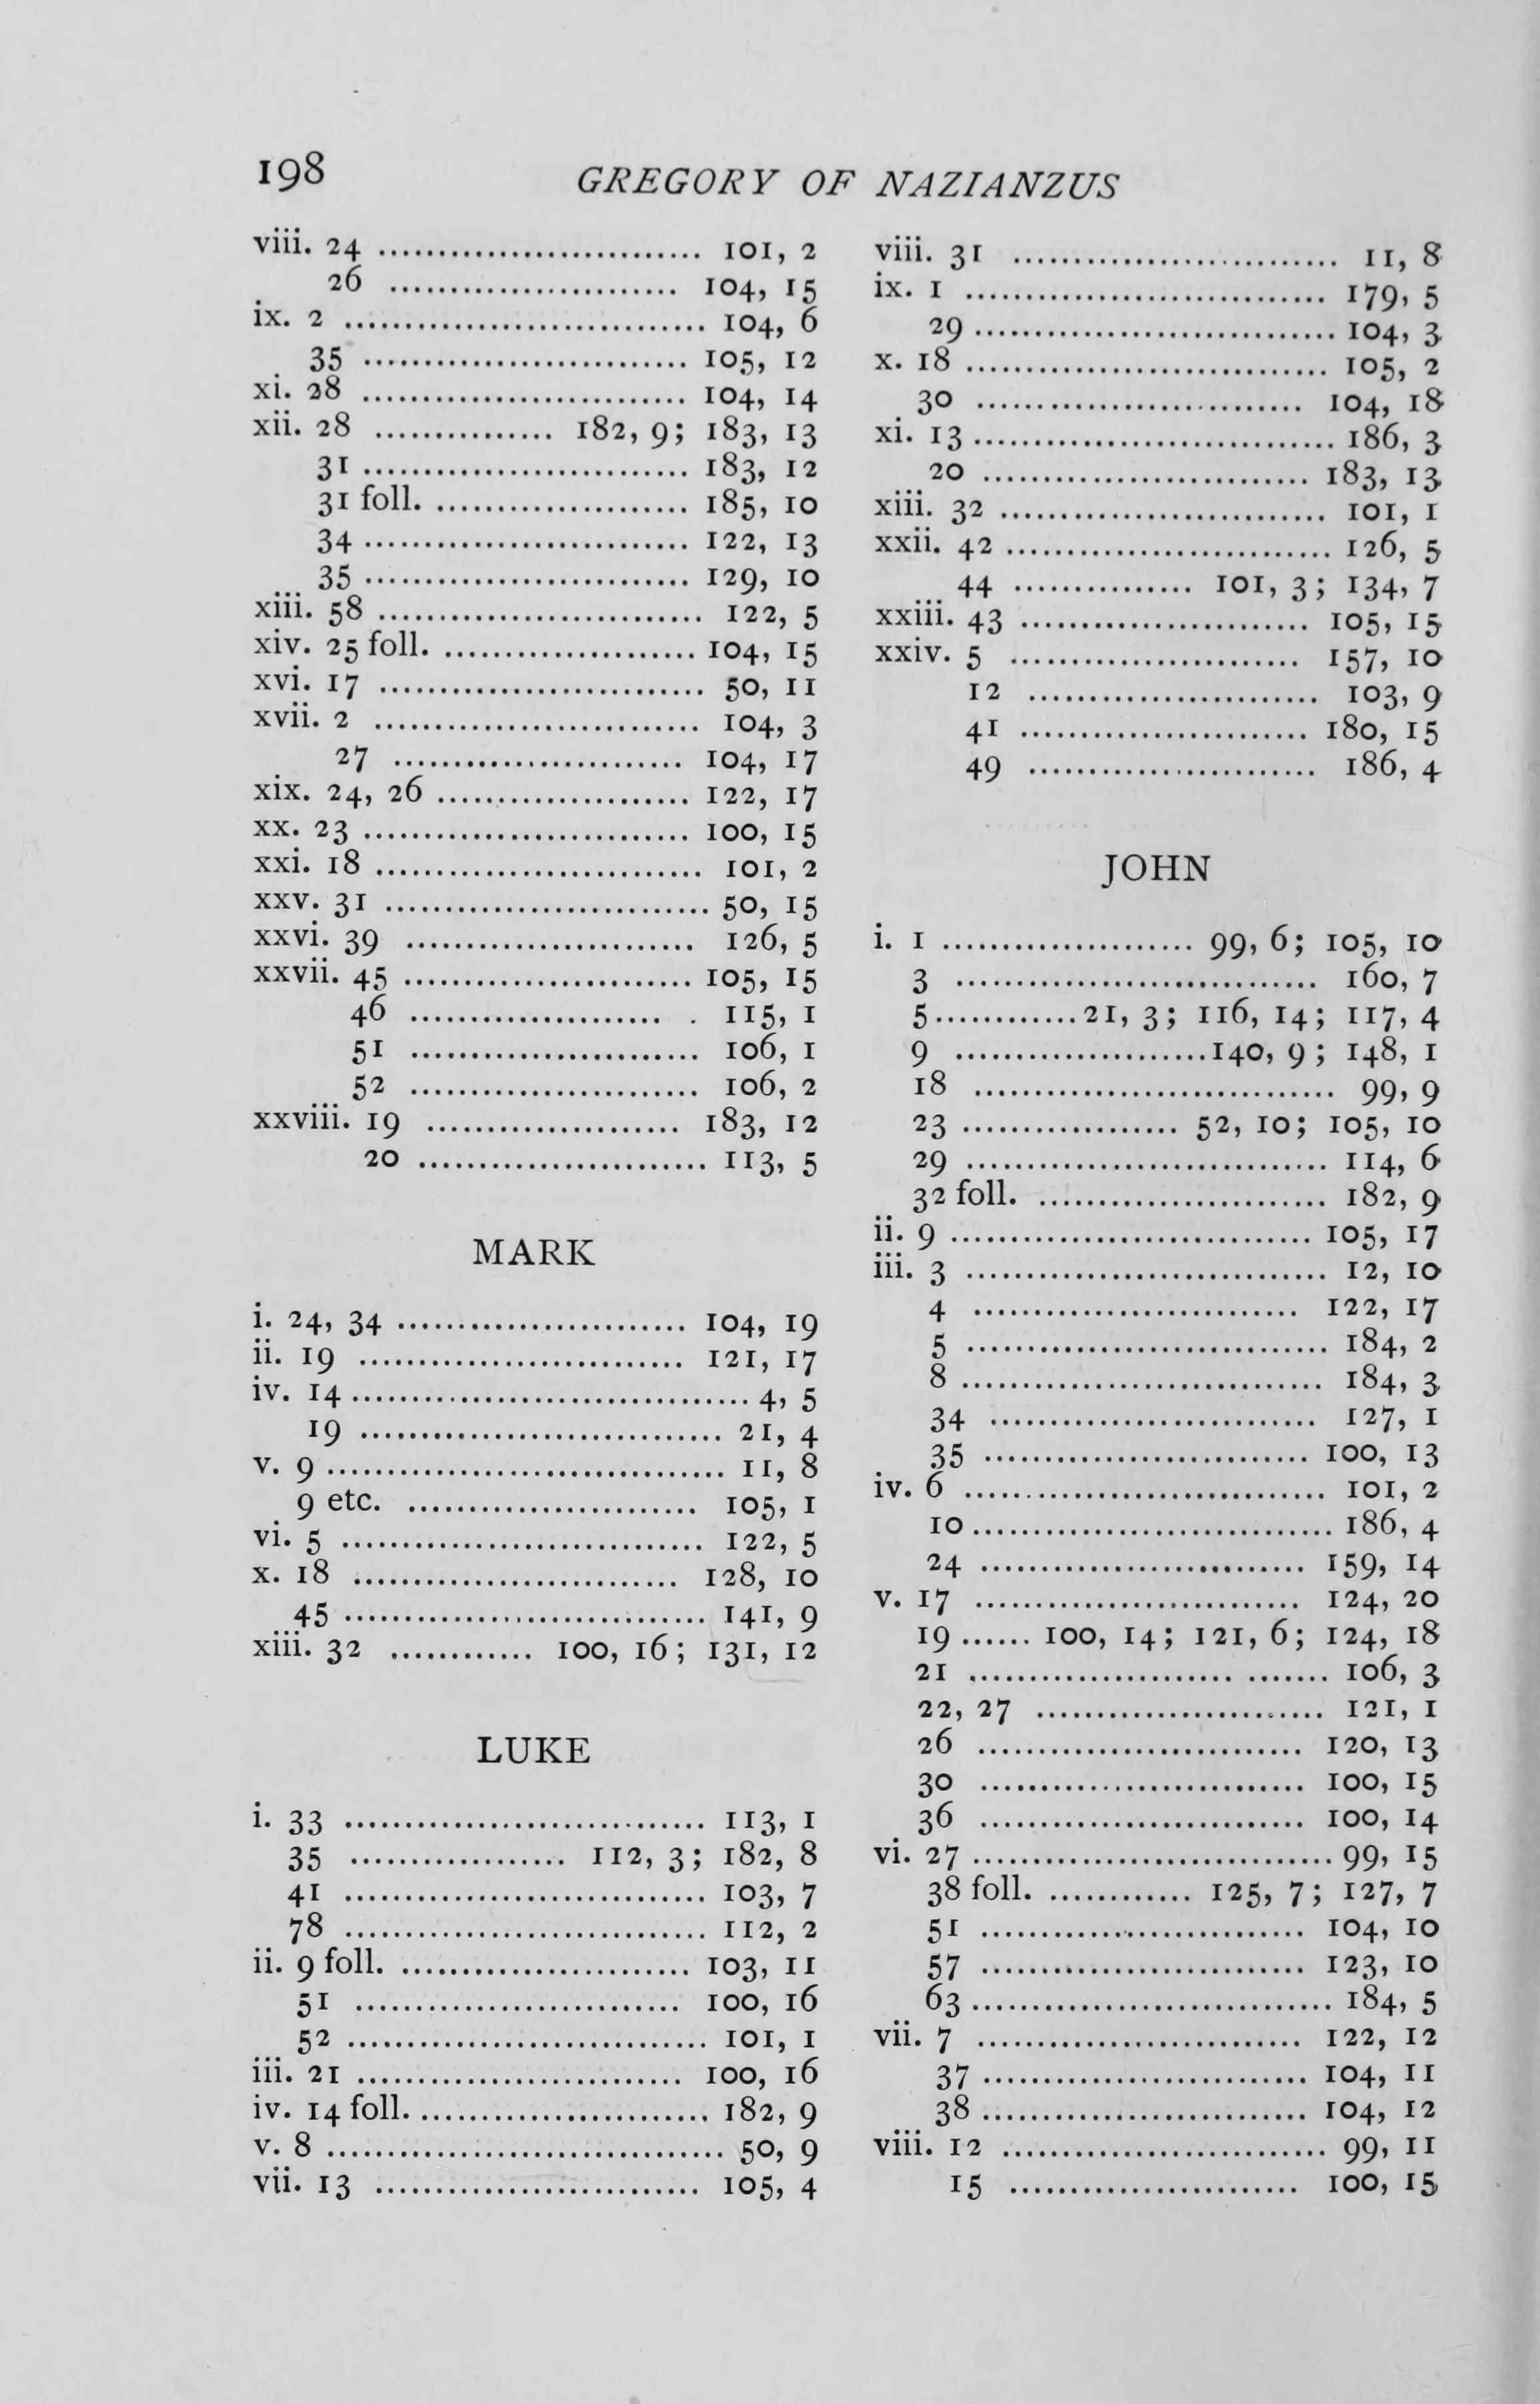 198
GREGORY OF NAZIANZUS
viii. 24 ........................... 101, 2
26 ........................ 104, 15
ix. 2 .............................. 104, 6
35 ........................... 105, 12
xi. 28 ........................... 104, 14
xii. 28 ............... 182, 9; 183, 13
31 ........................... 183, 12
31 foll. ..................... 185, 10
34 ........................... 122, 13
35 ........................... 129, 10
xiii. 58 ........................... 122, 5
xiv. 25 foll. ..................... 104, 15
xvi. 17 ........................... 50, 11
xvii. 2 ........................... 104, 3
27 ........................ 104, 17
xix. 24, 26 ..................... 122, 17
xx. 23 ........................... 100, 15
xxi. 18 ........................... 101, 2
xxv. 31 ........................... 50, 15
xxvi. 39 ........................ 126, 5
xxvii. 45 ........................ 105, 15
46 ..................... . 115, 1
51 ........................ 106, 1
52 ........................ 106, 2
xxviii. 19 ..................... 183, 12
20 ........................ 113, 5
MARK
i. 24, 34 ........................ 104, 19
ii. 19 ........................... 121, 17
iv. 14 ................................. 4, 5
19 .............................. 21, 4
v. 9 ................................. 11, 8
9 etc. ........................ 105, 1
vi. 5 .............................. 122, 5
x. 18 ........................... 128, 10
45 .............................. 141, 9
xiii. 32 ............ 100, 16; 131, 12
LUKE
i. 33 .............................. 113, 1
35 .................. 112, 3; 182, 8
41 .............................. 103, 7
78 .............................. 112, 2
ii. 9 foll. ........................ 103, 11
51 ........................... 100, 16
52 .............................. 101, 1
iii. 21 ........................... 100, 16
iv. 14 foll. ........................ 182, 9
v. 8 ................................. 50, 9
vii. 13 ........................... 105, 4
viii. 31 ........................... 11, 8
ix. 1 .............................. 179, 5
29 .............................. 104, 3
x. 18 .............................. 105, 2
30 ........................... 104, 18
xi. 13 .............................. 186, 3
20 ........................... 183, 13
xiii. 32 ........................... 101, 1
xxii. 42 ........................... 126, 5
44 ............... 101, 3; 134, 7
xxiii. 43 ........................ 105, 15
xxiv. 5 ........................ 157, 10
12 ........................ 103, 9
41 ........................ 180, 15
49 ........................ 186, 4
JOHN
i. 1 ..................... 99, 6; 105, 10
3 .............................. 160, 7
5 ............ 21, 3; 116, 14; 117, 4
9 ..................... 140, 9; 148, 1
18 .............................. 99, 9
23 .................. 52, 10; 105, 10
29 .............................. 114, 6
32 foll. ........................ 182, 9
ii. 9 .............................. 105, 17
iii. 3 .............................. 12, 10
4 ........................... 122, 17
5 .............................. 184, 2
8 .............................. 184, 3
34 ........................... 127, 1
35 ........................... 100, 13
iv. 6 .............................. 101, 2
10 .............................. 186, 4
24 ........................... 159, 14
v. 17 ........................... 124, 20
19 ...... 100, 14; 121, 6; 124, 18
21 .............................. 106, 3
22, 27 ........................ 121, 1
26 ........................... 120, 13
30 ........................... 100, 15
36 ........................... 100, 14
vi. 27 .............................. 99, 15
38 foll. ............ 125, 7; 127, 7
51 ........................... 104, 10
57 ........................... 123, 10
63 .............................. 184, 5
vii. 7 ........................... 122, 12
37 ........................... 104, 11
38 ........................... 104, 12
viii. 12 ........................... 99, 11
15 ........................ 100, 15